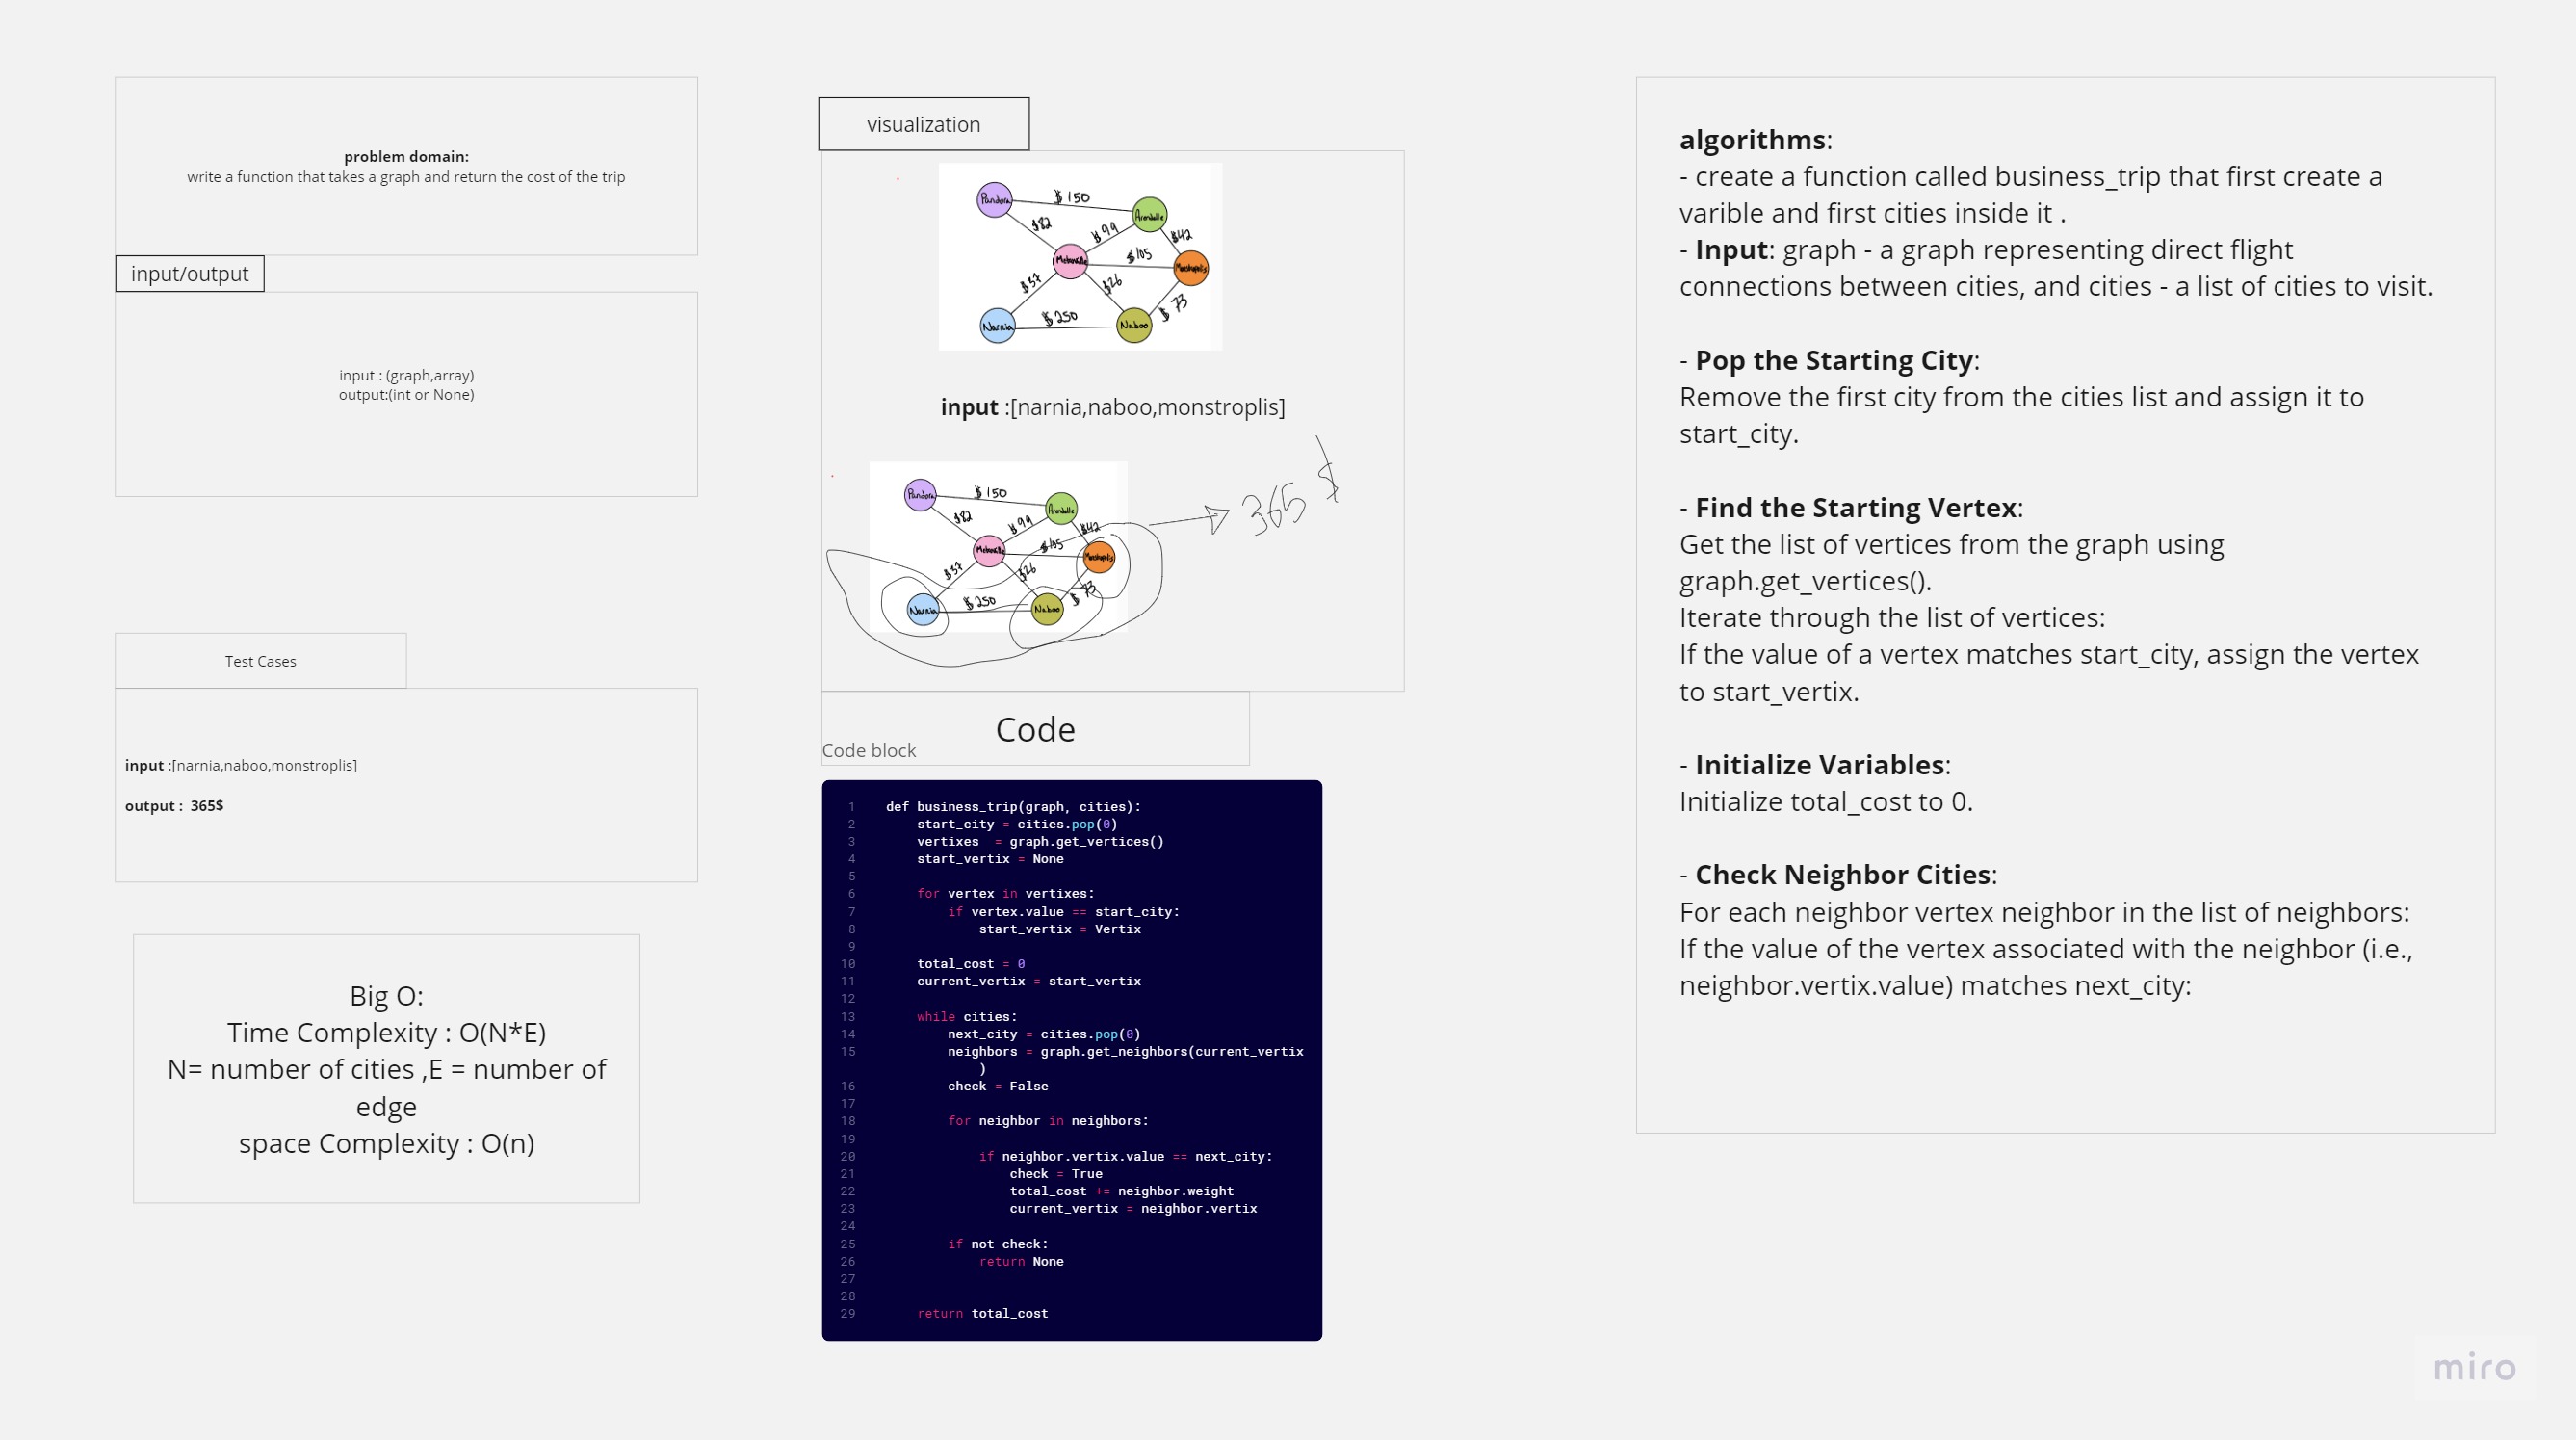 problem domain:
write a function that takes a graph and return the cost of the trip
input/output
input : (graph,array)
output:(int or None)
Test Cases
input :[narnia,naboo,monstroplis]
output :  365$
Big O:
Time Complexity : O(N*E)
N= number of cities ,E = number of
edge
space Complexity : O(n)
visualization
Pandora
$ 150
Arendelle
$82
$ 99
$42
Metroville
$105
Monstropolis
$37
$26
$ 73
Narnia
$ 250
Naboo
input :[narnia,naboo,monstroplis]
Pandora
$ 150
Arendelle
$82
$ 99
$42
Metroville
$105
Monstropolis
$37
$26
$ 73
Narnia
$ 250
Naboo
365 $
Code
Code block
1 def business_trip(graph, cities):
2 start_city = cities.pop(0)
3 vertixes  = graph.get_vertices()
4 start_vertix = None
5
6 for vertex in vertixes:
7 if vertex.value == start_city:
8 start_vertix = Vertix
9
10 total_cost = 0
11 current_vertix = start_vertix
12
13 while cities:
14 next_city = cities.pop(0)
15 neighbors = graph.get_neighbors(current_vertix
)
16 check = False
17
18 for neighbor in neighbors:
19
20 if neighbor.vertix.value == next_city:
21 check = True
22 total_cost += neighbor.weight
23 current_vertix = neighbor.vertix
24
25 if not check:
26 return None
27
28
29 return total_cost
algorithms:
- create a function called business_trip that first create a
varible and first cities inside it .
- Input: graph - a graph representing direct flight
connections between cities, and cities - a list of cities to visit.
- Pop the Starting City:
Remove the first city from the cities list and assign it to
start_city.
- Find the Starting Vertex:
Get the list of vertices from the graph using
graph.get_vertices().
Iterate through the list of vertices:
If the value of a vertex matches start_city, assign the vertex
to start_vertix.
- Initialize Variables:
Initialize total_cost to 0.
- Check Neighbor Cities:
For each neighbor vertex neighbor in the list of neighbors:
If the value of the vertex associated with the neighbor (i.e.,
neighbor.vertix.value) matches next_city:
miro